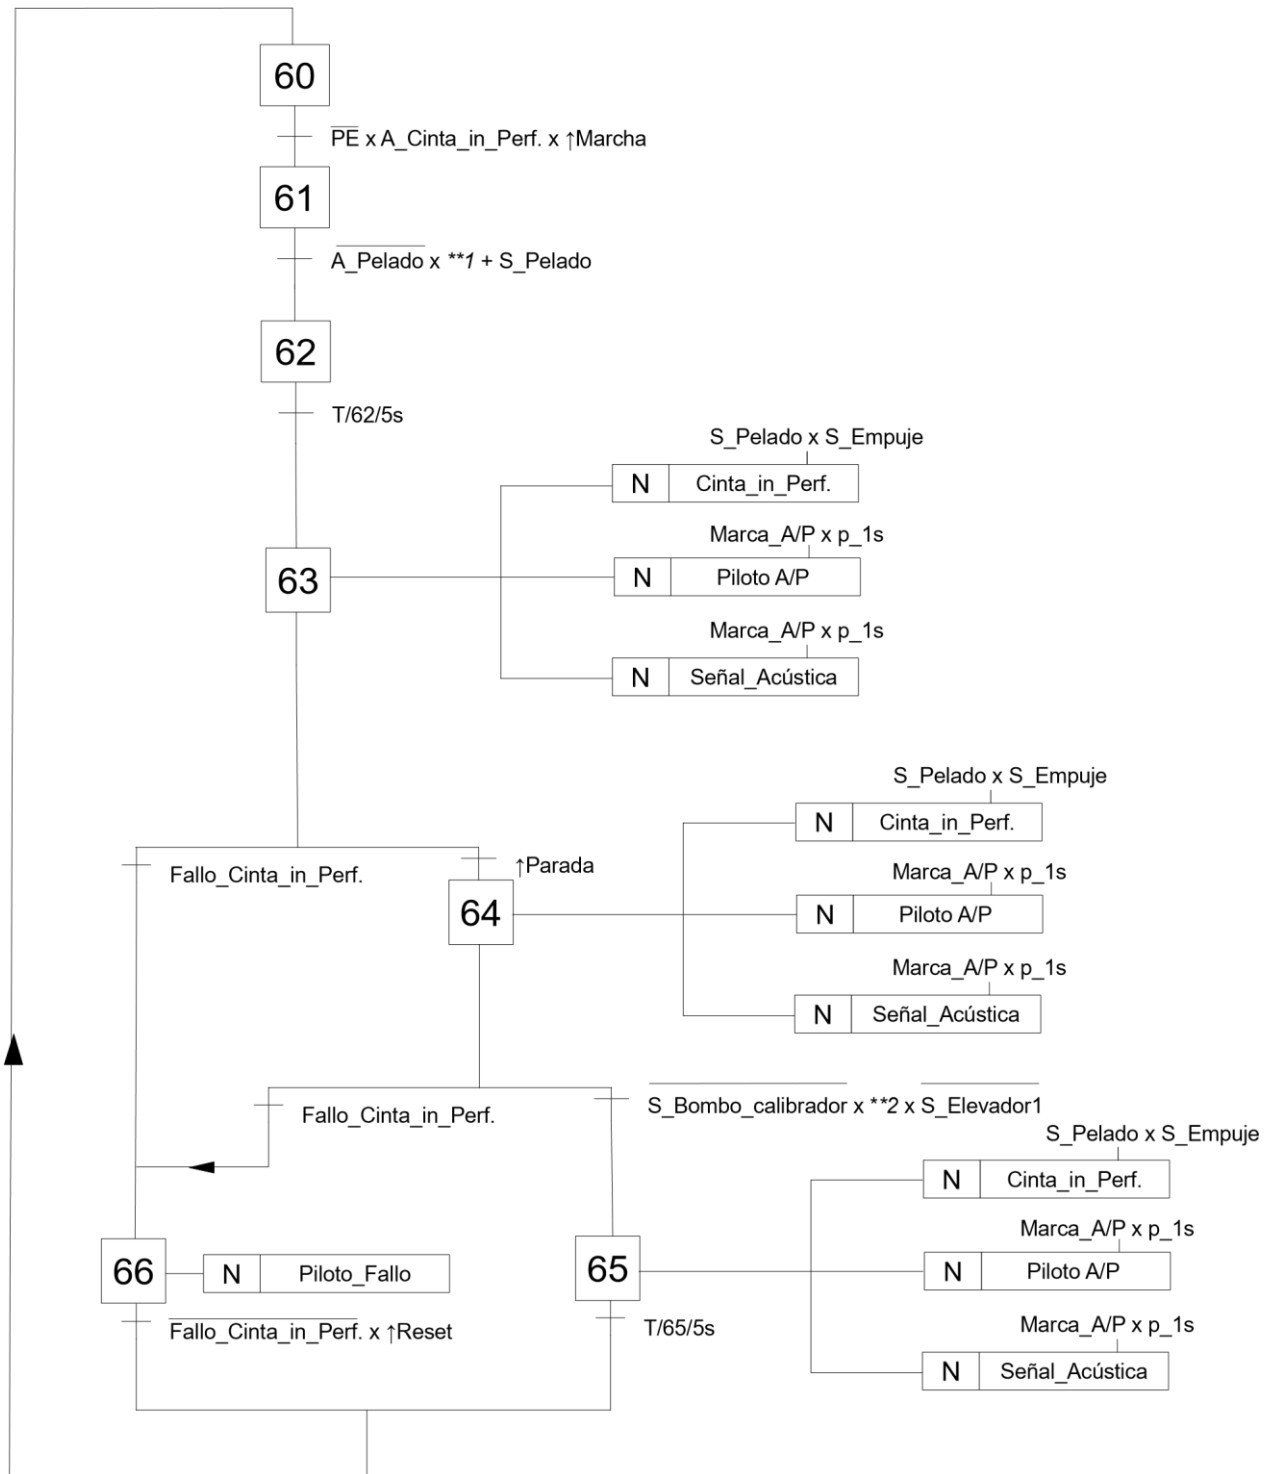 60
PE x A_Cinta_in_Perf. x ↑Marcha
61
A_Pelado x **1 + S_Pelado
62
T/62/5s
S_Pelado x S_Empuje
N Cinta_in_Perf.
Marca_A/P x p_1s
63
N Piloto A/P
Marca_A/P x p_1s
N Señal_Acústica
S_Pelado x S_Empuje
N Cinta_in_Perf.
Fallo_Cinta_in_Perf.
↑Parada
Marca_A/P x p_1s
64
N Piloto A/P
Marca_A/P x p_1s
N Señal_Acústica
Fallo_Cinta_in_Perf.
S_Bombo_calibrador x **2 x S_Elevador1
S_Pelado x S_Empuje
N Cinta_in_Perf.
Marca_A/P x p_1s
66
N Piloto_Fallo
65
N Piloto A/P
Fallo_Cinta_in_Perf. x ↑Reset
T/65/5s
Marca_A/P x p_1s
N Señal_Acústica